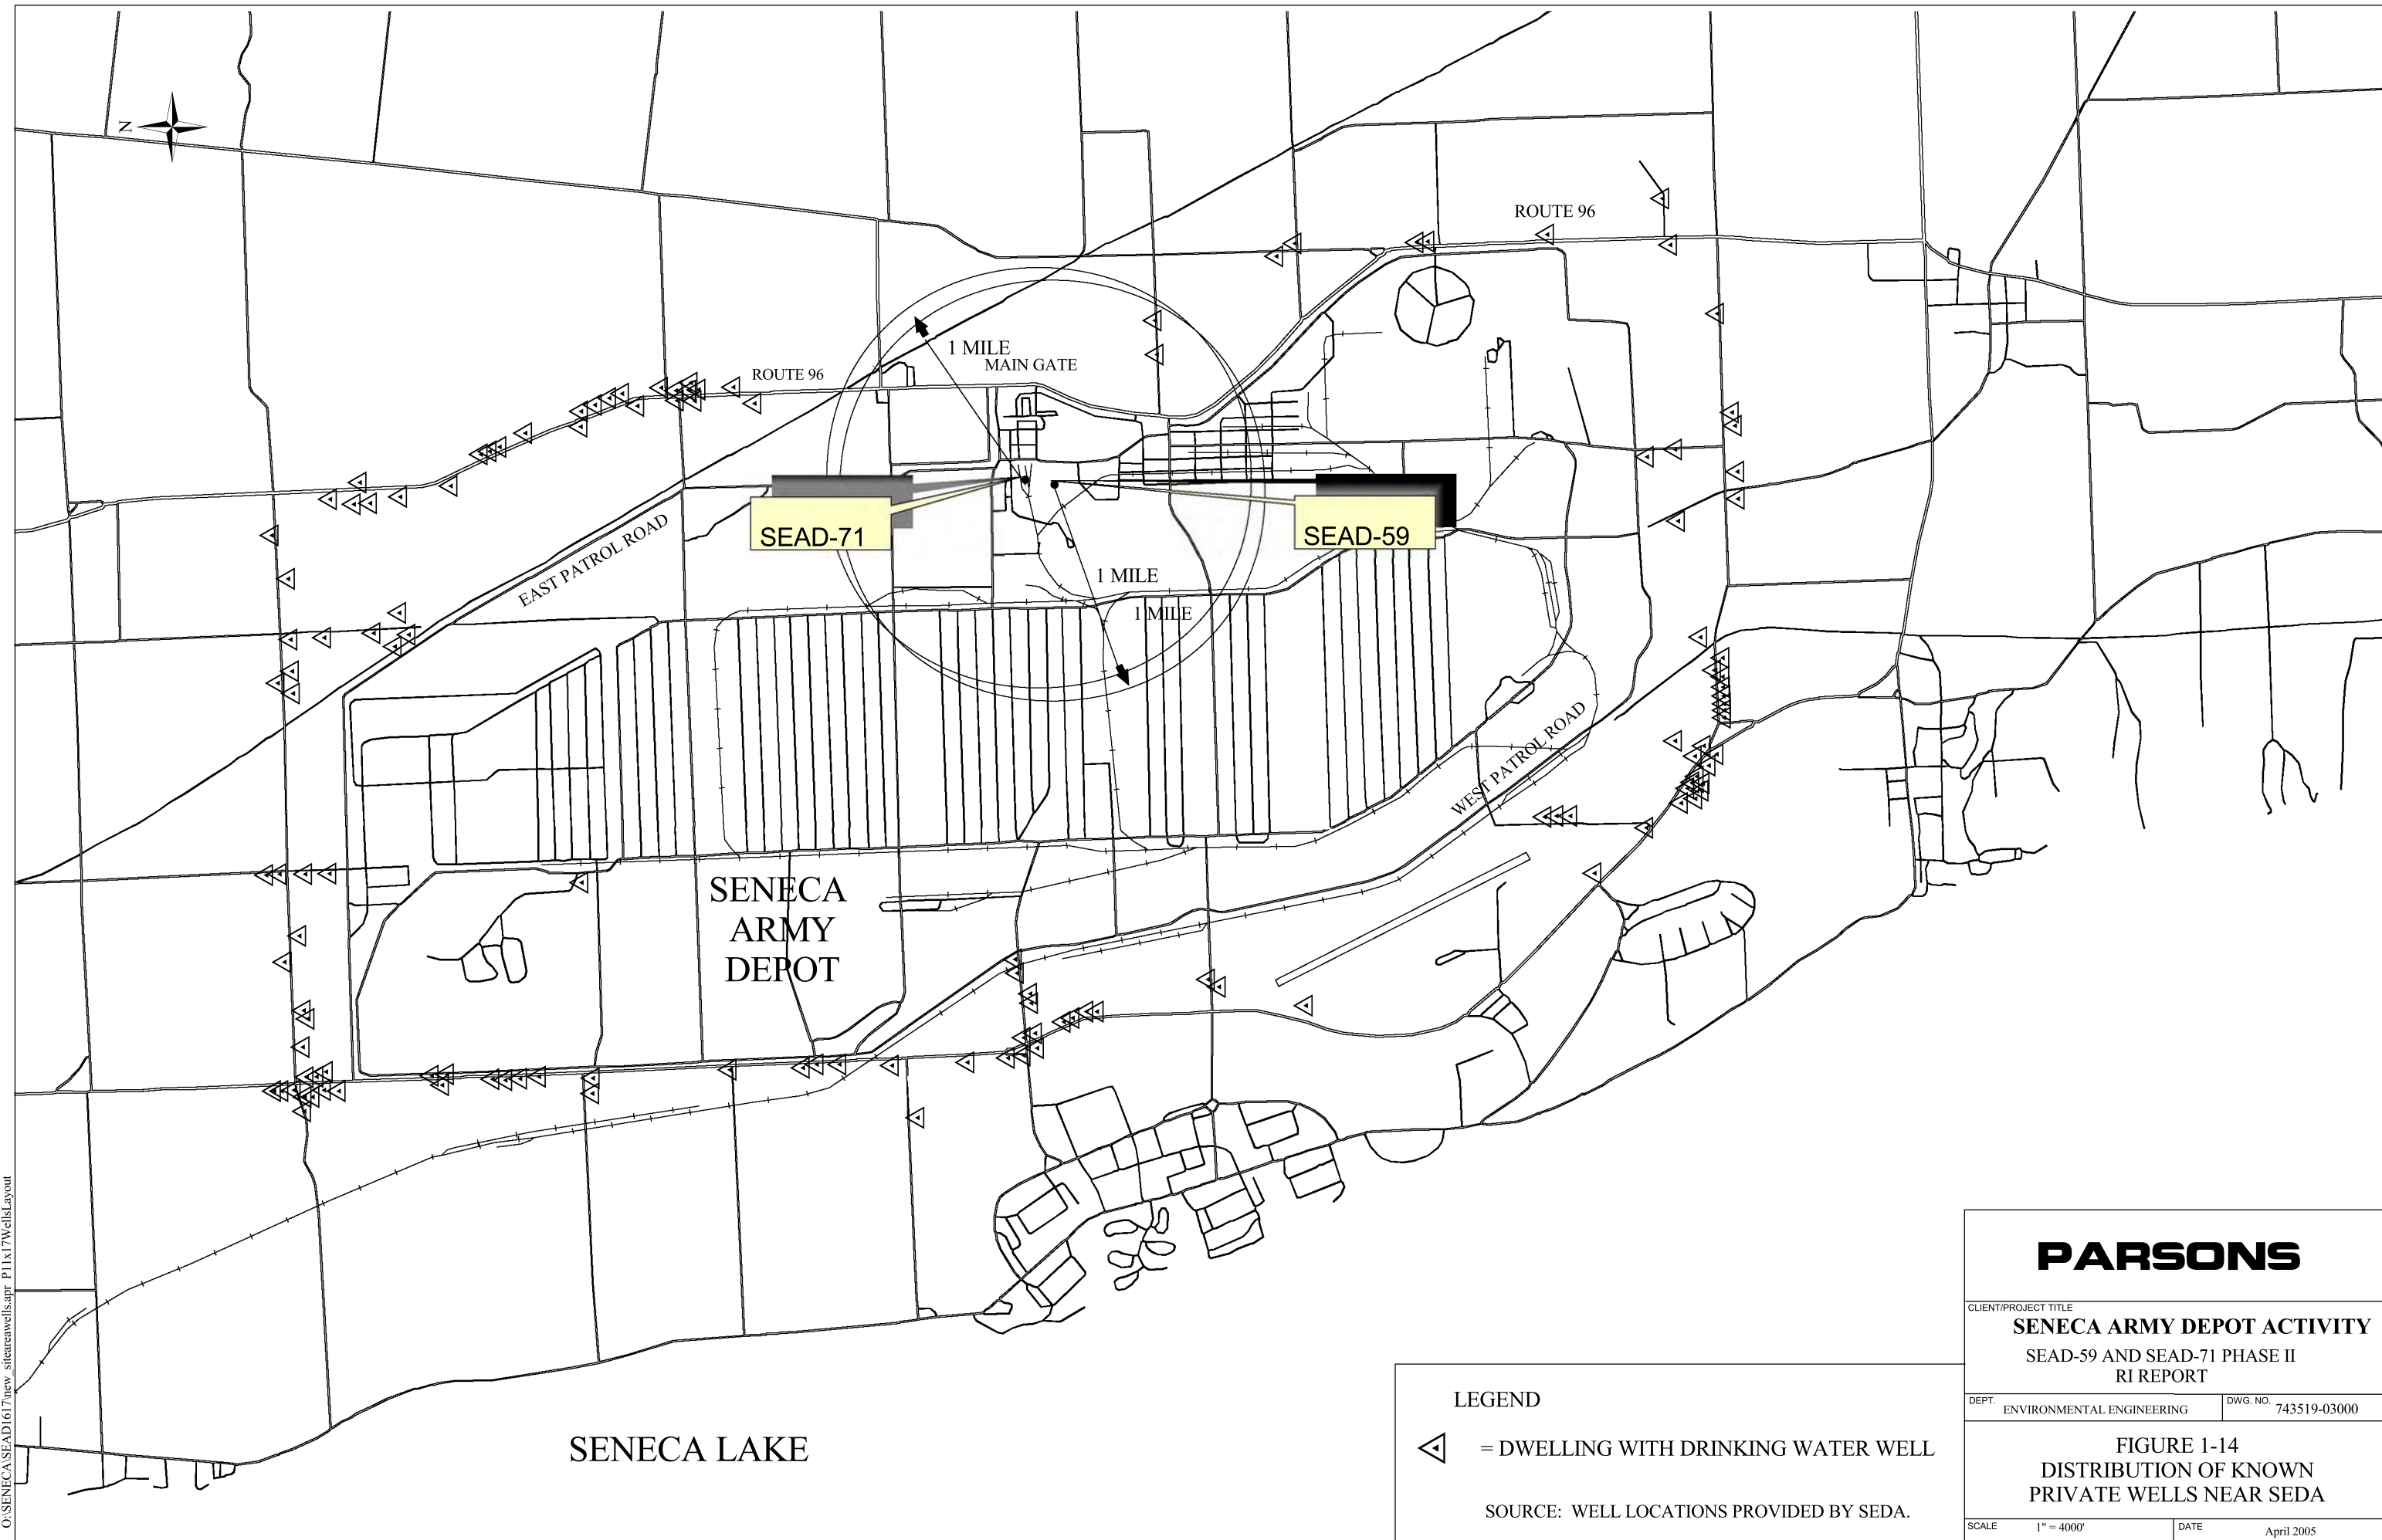 N
ROUTE 96
1 MILE
MAIN GATE
ROUTE 96
SEAD-71
SEAD-59
EAST PATROL ROAD
1 MILE
1 MILE
WEST PATROL ROAD
SENECA
ARMY
DEPOT
SENECA LAKE
O:\SENECA\SEAD1617\new_siteareawells.apr P11x17WellsLayout
LEGEND
= DWELLING WITH DRINKING WATER WELL
SOURCE: WELL LOCATIONS PROVIDED BY SEDA.
PARSONS
CLIENT/PROJECT TITLE
SENECA ARMY DEPOT ACTIVITY
SEAD-59 AND SEAD-71 PHASE II
RI REPORT
DEPT. ENVIRONMENTAL ENGINEERING
DWG. NO. 743519-03000
FIGURE 1-14
DISTRIBUTION OF KNOWN
PRIVATE WELLS NEAR SEDA
SCALE 1" = 4000'
DATE April 2005